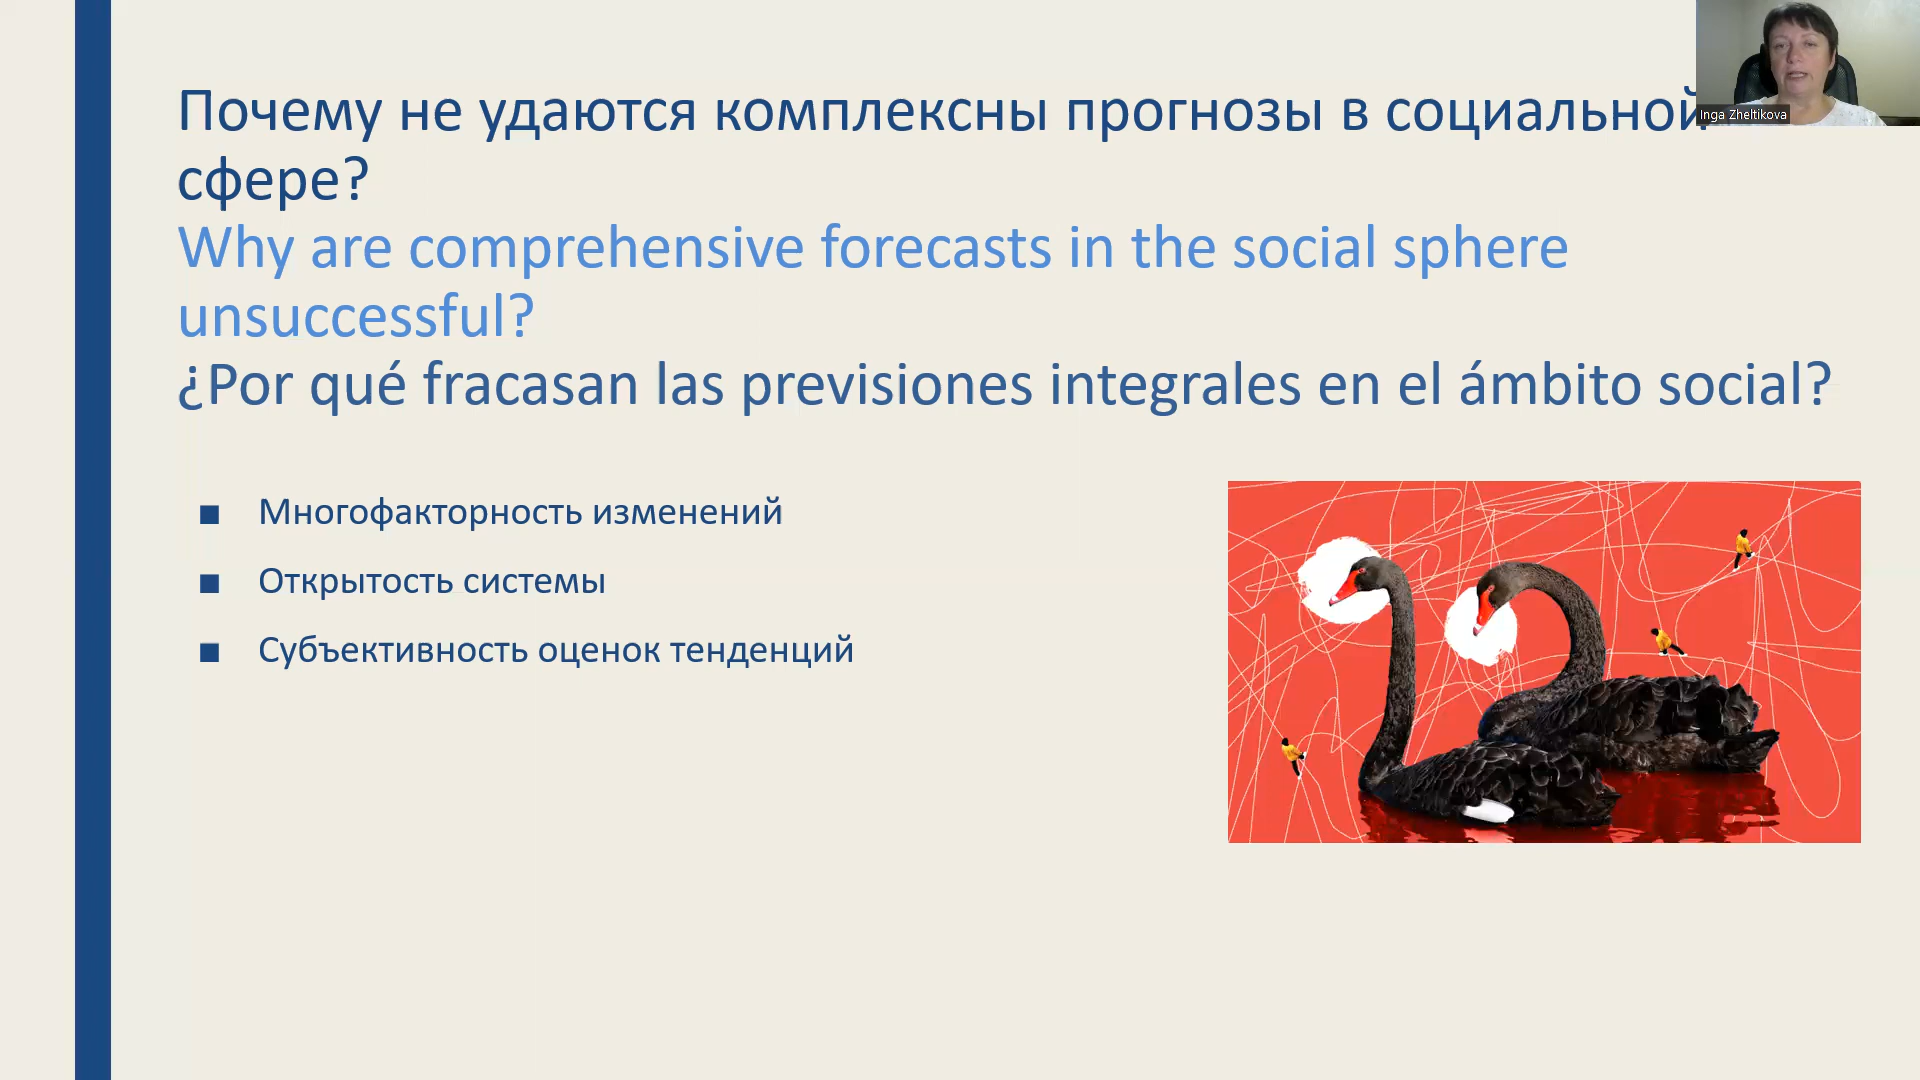 Почему не удаются комплексны прогнозы в социальной
сфере?
Why are comprehensive forecasts in the social sphere
unsuccessful?
¿Por qué fracasan las previsiones integrales en el ámbito social?
Inga Zheltikova
■ Многофакторность изменений
■ Открытость системы
■ Субъективность оценок тенденций